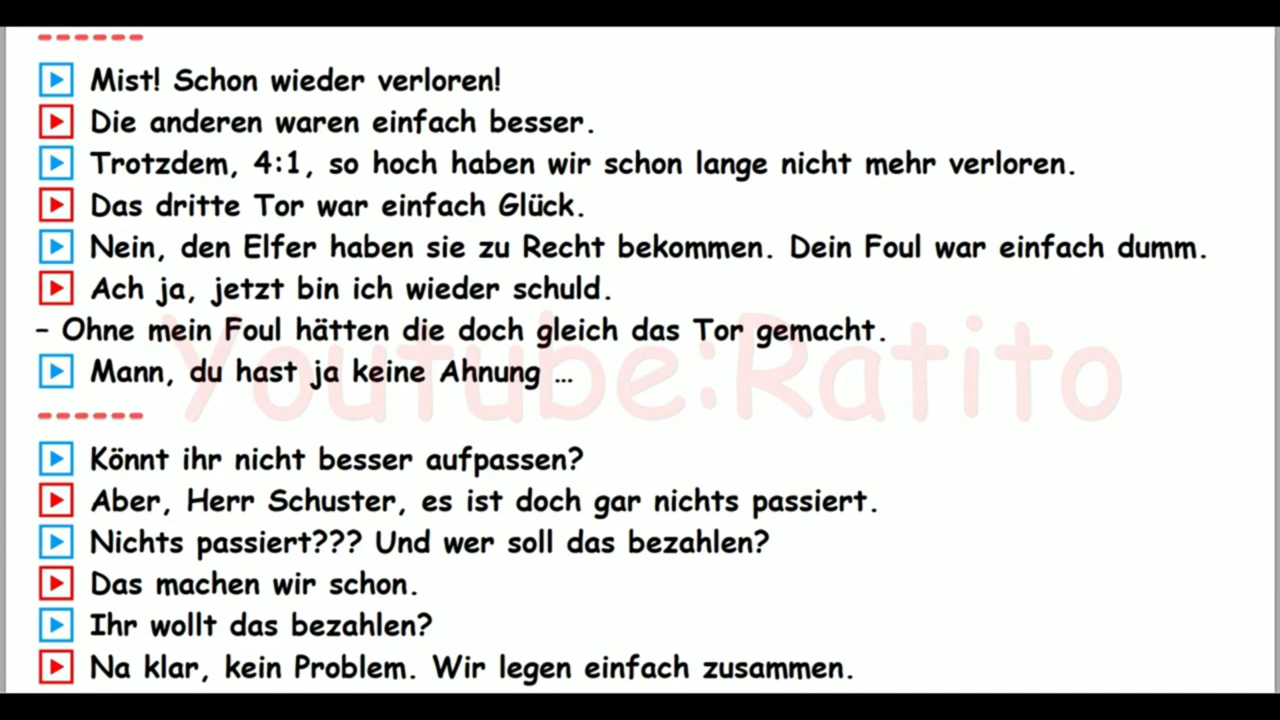 ------
Mist! Schon wieder verloren!
Die anderen waren einfach besser.
Trotzdem, 4:1, so hoch haben wir schon lange nicht mehr verloren.
Das dritte Tor war einfach Glück.
Nein, den Elfer haben sie zu Recht bekommen. Dein Foul war einfach dumm.
Ach ja, jetzt bin ich wieder schuld.
– Ohne mein Foul hätten die doch gleich das Tor gemacht.
Mann, du hast ja keine Ahnung …
Youtube:Ratito
------
Könnt ihr nicht besser aufpassen?
Aber, Herr Schuster, es ist doch gar nichts passiert.
Nichts passiert??? Und wer soll das bezahlen?
Das machen wir schon.
Ihr wollt das bezahlen?
Na klar, kein Problem. Wir legen einfach zusammen.